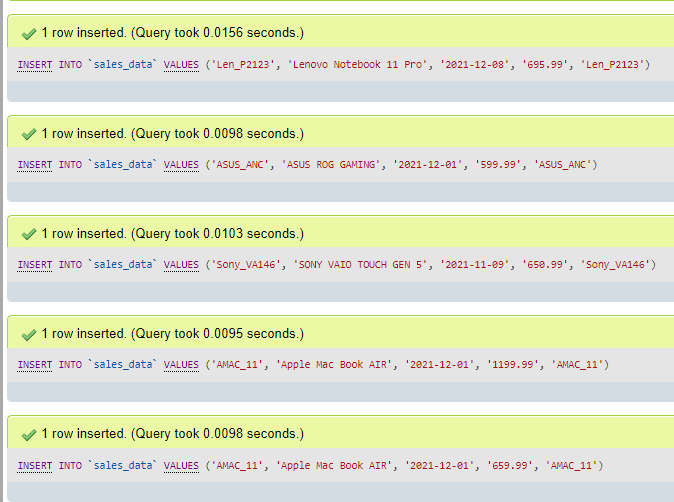 1 row inserted. (Query took 0.0156 seconds.)
INSERT INTO `sales_data` VALUES ('Len_P2123', 'Lenovo Notebook 11 Pro', '2021-12-08', '695.99', 'Len_P2123')
1 row inserted. (Query took 0.0098 seconds.)
INSERT INTO `sales_data` VALUES ('ASUS_ANC', 'ASUS ROG GAMING', '2021-12-01', '599.99', 'ASUS_ANC')
1 row inserted. (Query took 0.0103 seconds.)
INSERT INTO `sales_data` VALUES ('Sony_VA146', 'SONY VAIO TOUCH GEN 5', '2021-11-09', '650.99', 'Sony_VA146')
1 row inserted. (Query took 0.0095 seconds.)
INSERT INTO `sales_data` VALUES ('AMAC_11', 'Apple Mac Book AIR', '2021-12-01', '1199.99', 'AMAC_11')
1 row inserted. (Query took 0.0098 seconds.)
INSERT INTO `sales_data` VALUES ('AMAC_11', 'Apple Mac Book AIR', '2021-12-01', '659.99', 'AMAC_11')